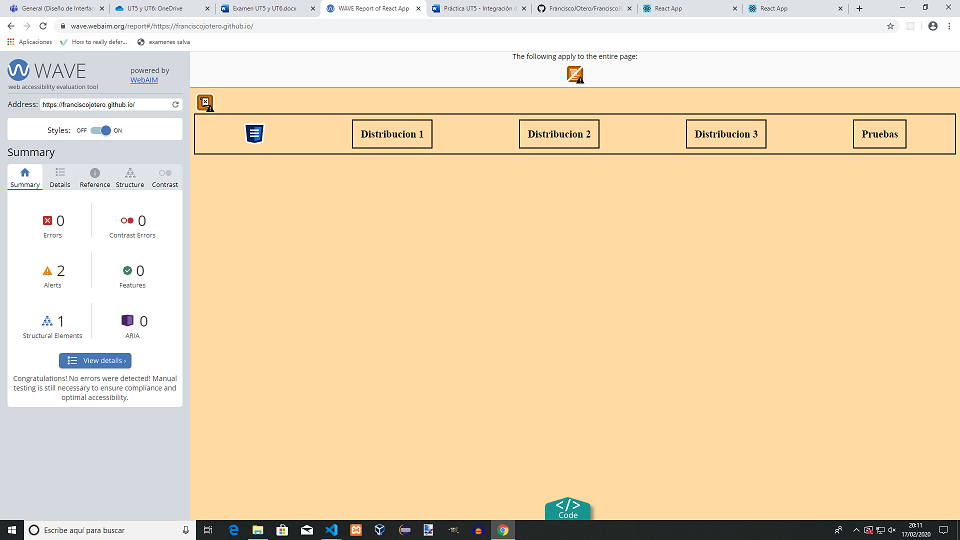 General (Diseño de Interfac
UT5 y UT6: OneDrive
Examen UT5 y UT6.docx
WAVE Report of React App
Práctica UT5 - Integración d
FranciscoJOtero/FranciscoJ
React App
React App
wave.webaim.org/report#/https://franciscojotero.github.io/
Aplicaciones
How to really defer...
examenes salva
WAVE
web accessibility evaluation tool
powered by
WebAIM
Address: https://franciscojotero.github.io/
Styles: OFF ON
Summary
Summary Details Reference Structure Contrast
0
Errors
0
Contrast Errors
2
Alerts
0
Features
1
Structural Elements
0
ARIA
View details ›
Congratulations! No errors were detected! Manual
testing is still necessary to ensure compliance and
optimal accessibility.
The following apply to the entire page:
Distribucion 1
Distribucion 2
Distribucion 3
Pruebas
</>
Code
Escribe aquí para buscar
20:11
17/02/2020